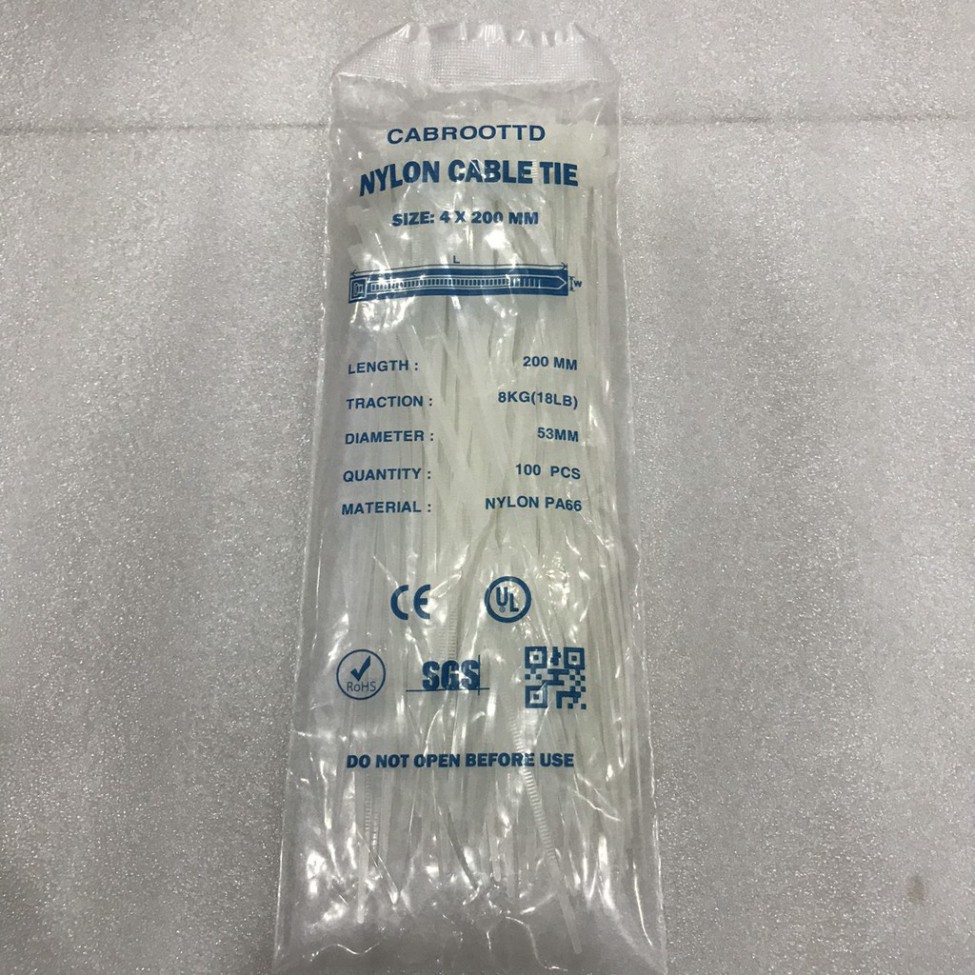 CABROOTTD
NYLON CABLE TIE
SIZE: 4 X 200 MM
L
W
LENGTH : 200 MM
TRACTION : 8KG(18LB)
DIAMETER : 53MM
QUANTITY : 100 PCS
MATERIAL : NYLON PA66
CE UL
RoHS SGS
DO NOT OPEN BEFORE USE